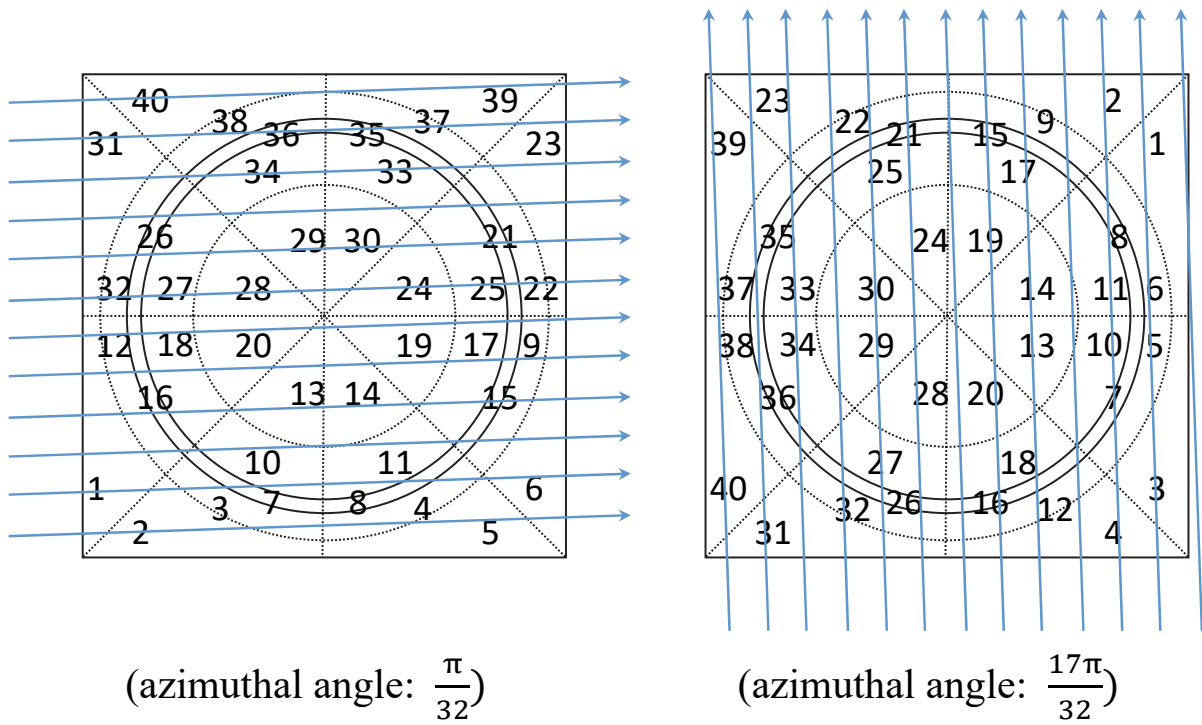 40 39 23 2
38 37 22 9
36 35 21 15
31 23 39 1
34 33 25 17
26 29 30 21 35 24 19 8
32 27 28 24 25 22 37 33 30 14 11 6
12 18 20 19 17 9 38 34 29 13 10 5
16 13 14 15 36 28 20 7
10 11 27 18
1 6 40 3
7 8 26 16
3 4 32 12
2 5 31 4
(azimuthal angle: π/32) (azimuthal angle: 17π/32)